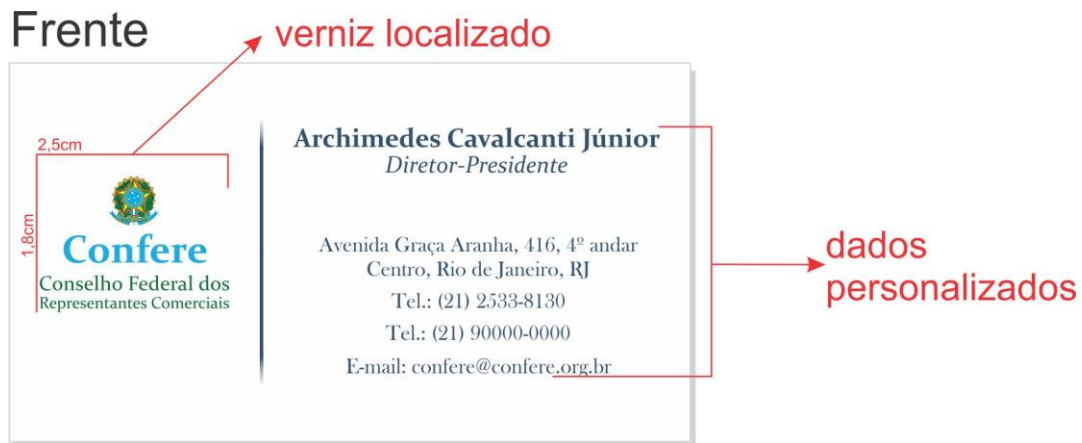 Frente
verniz localizado
2,5cm
1,8cm
Confere
Conselho Federal dos
Representantes Comerciais
Archimedes Cavalcanti Júnior
Diretor-Presidente
Avenida Graça Aranha, 416, 4º andar
Centro, Rio de Janeiro, RJ
Tel.: (21) 2533-8130
Tel.: (21) 90000-0000
E-mail: confere@confere.org.br
dados
personalizados